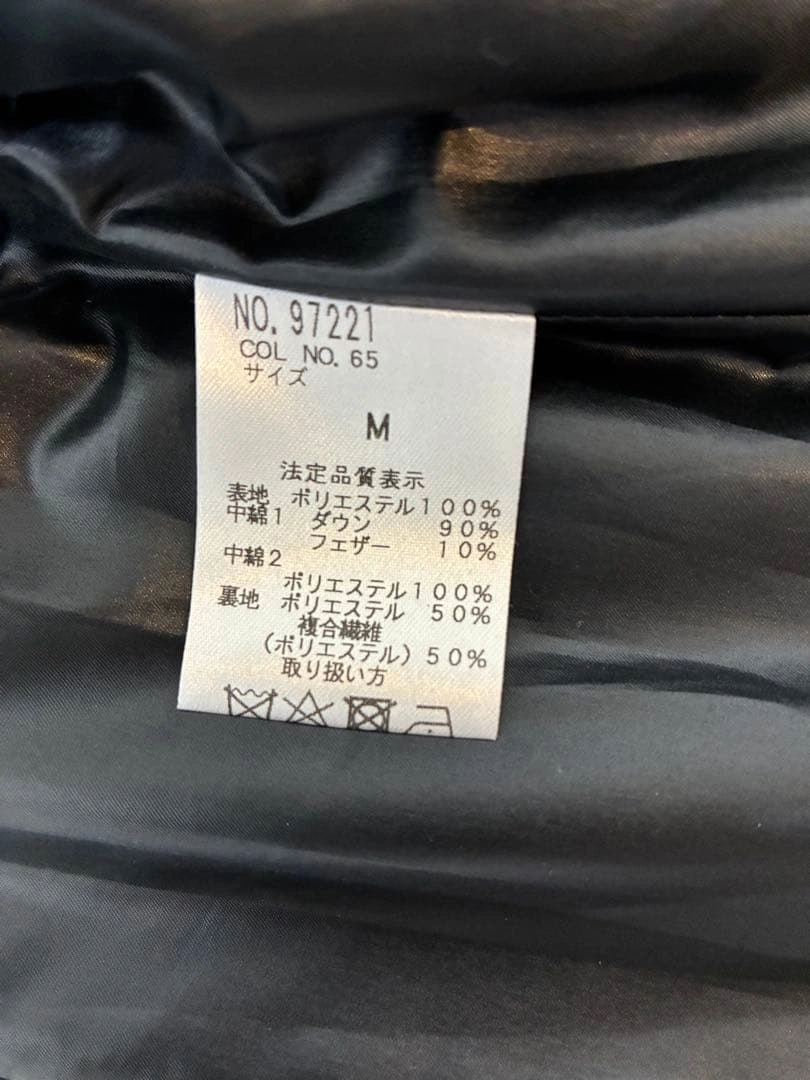 NO. 97221
COL NO. 65
サイズ
M
法定品質表示
表地 ポリエステル100%
中綿1 ダウン 90%
フェザー 10%
中綿2
ポリエステル100%
裏地 ポリエステル 50%
複合繊維
(ポリエステル)50%
取り扱い方